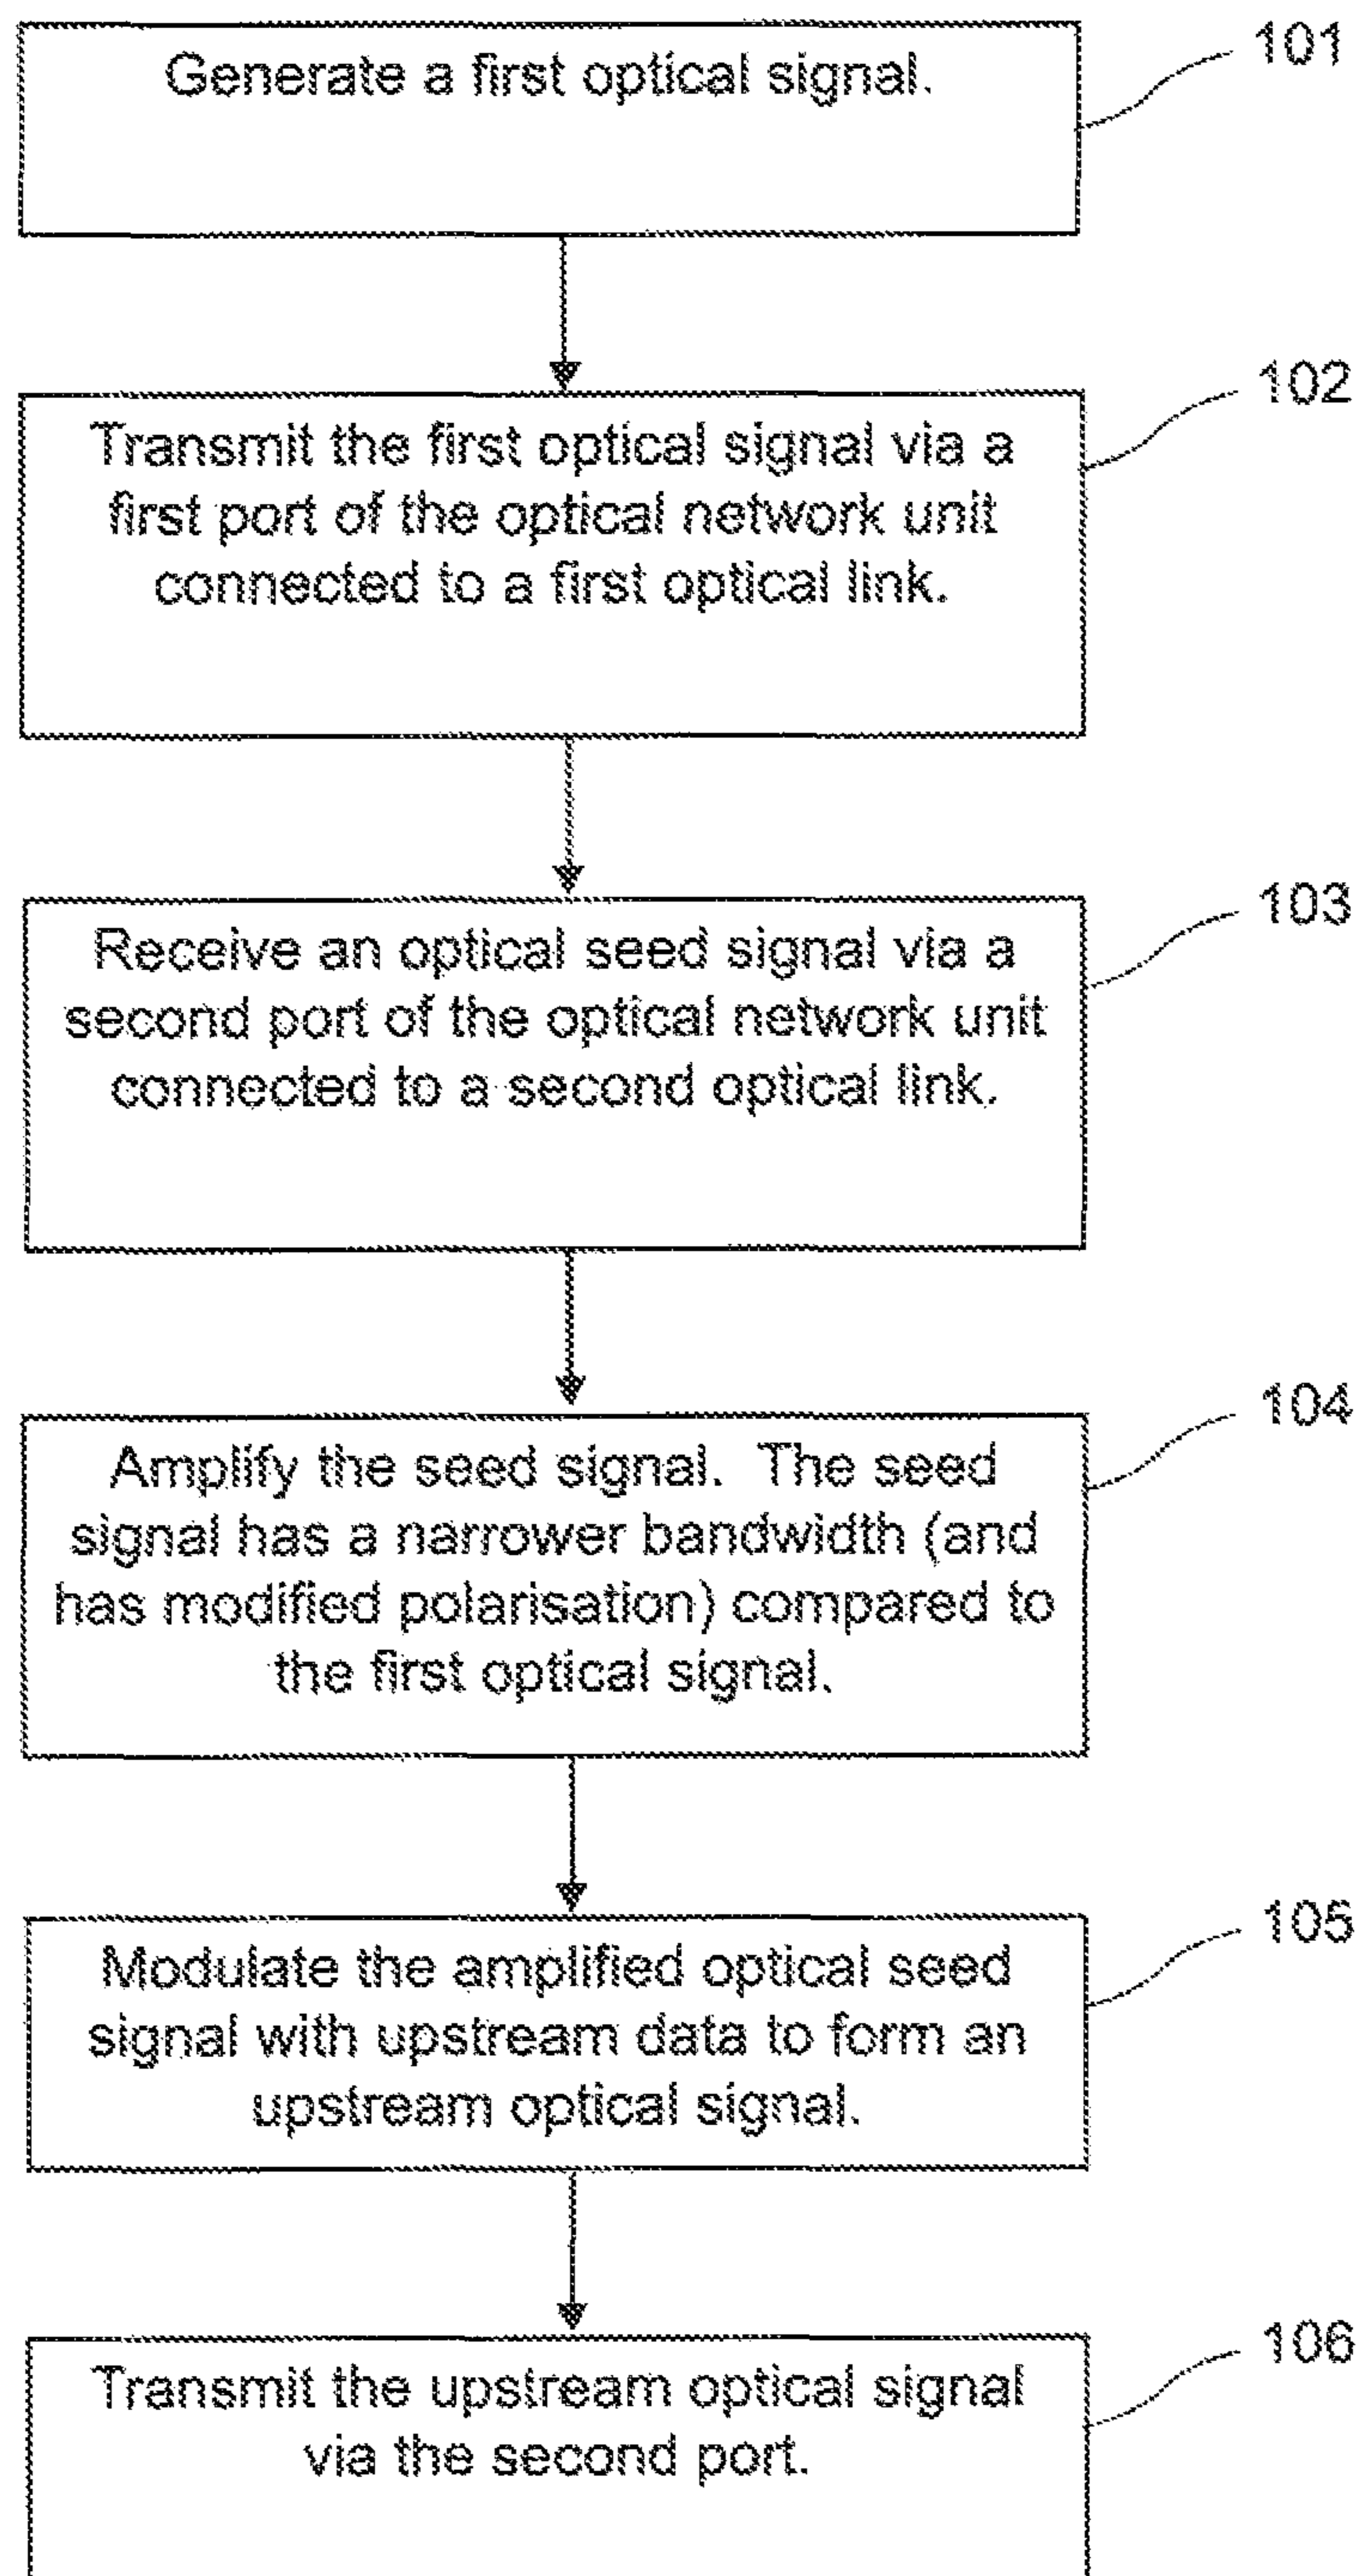 Generate a first optical signal.
101
Transmit the first optical signal via a
first port of the optical network unit
connected to a first optical link.
102
Receive an optical seed signal via a
second port of the optical network unit
connected to a second optical link.
103
Amplify the seed signal. The seed
signal has a narrower bandwidth (and
has modified polarisation) compared to
the first optical signal.
104
Modulate the amplified optical seed
signal with upstream data to form an
upstream optical signal.
105
Transmit the upstream optical signal
via the second port.
106